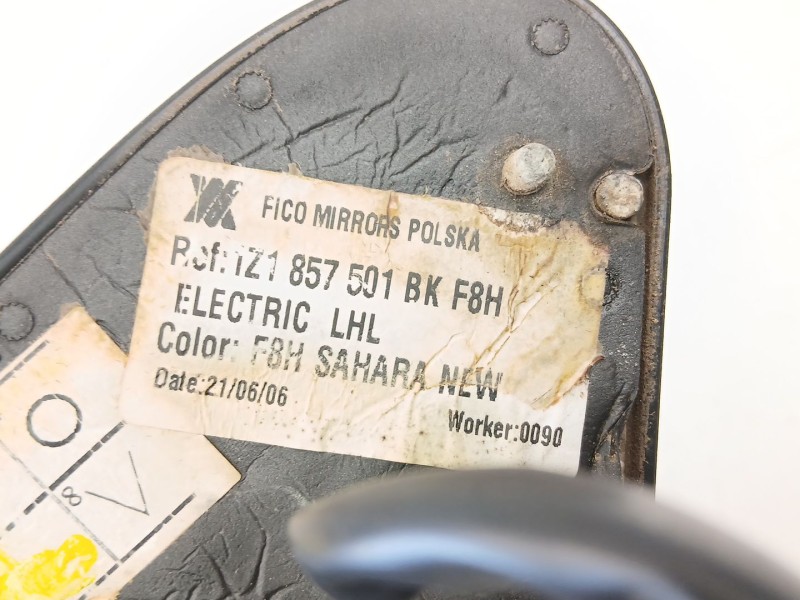 FICO MIRRORS POLSKA
Ref:1Z1 857 501 BK F8H
ELECTRIC LHL
Color: F8H SAHARA NEW
Date:21/06/06
Worker:0090
8 V